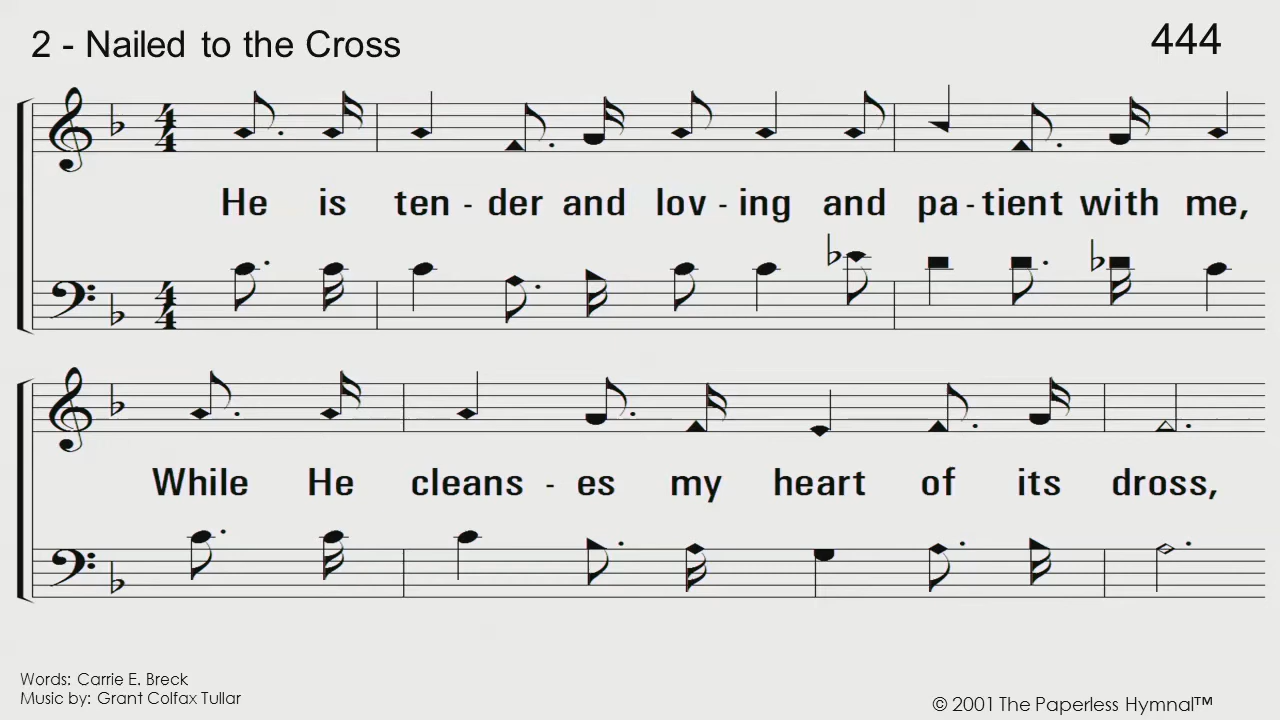 2 - Nailed to the Cross
444
He is ten - der and lov - ing and pa - tient with me,
While He cleans - es my heart of its dross,
Words: Carrie E. Breck
Music by: Grant Colfax Tullar
© 2001 The Paperless Hymnal™